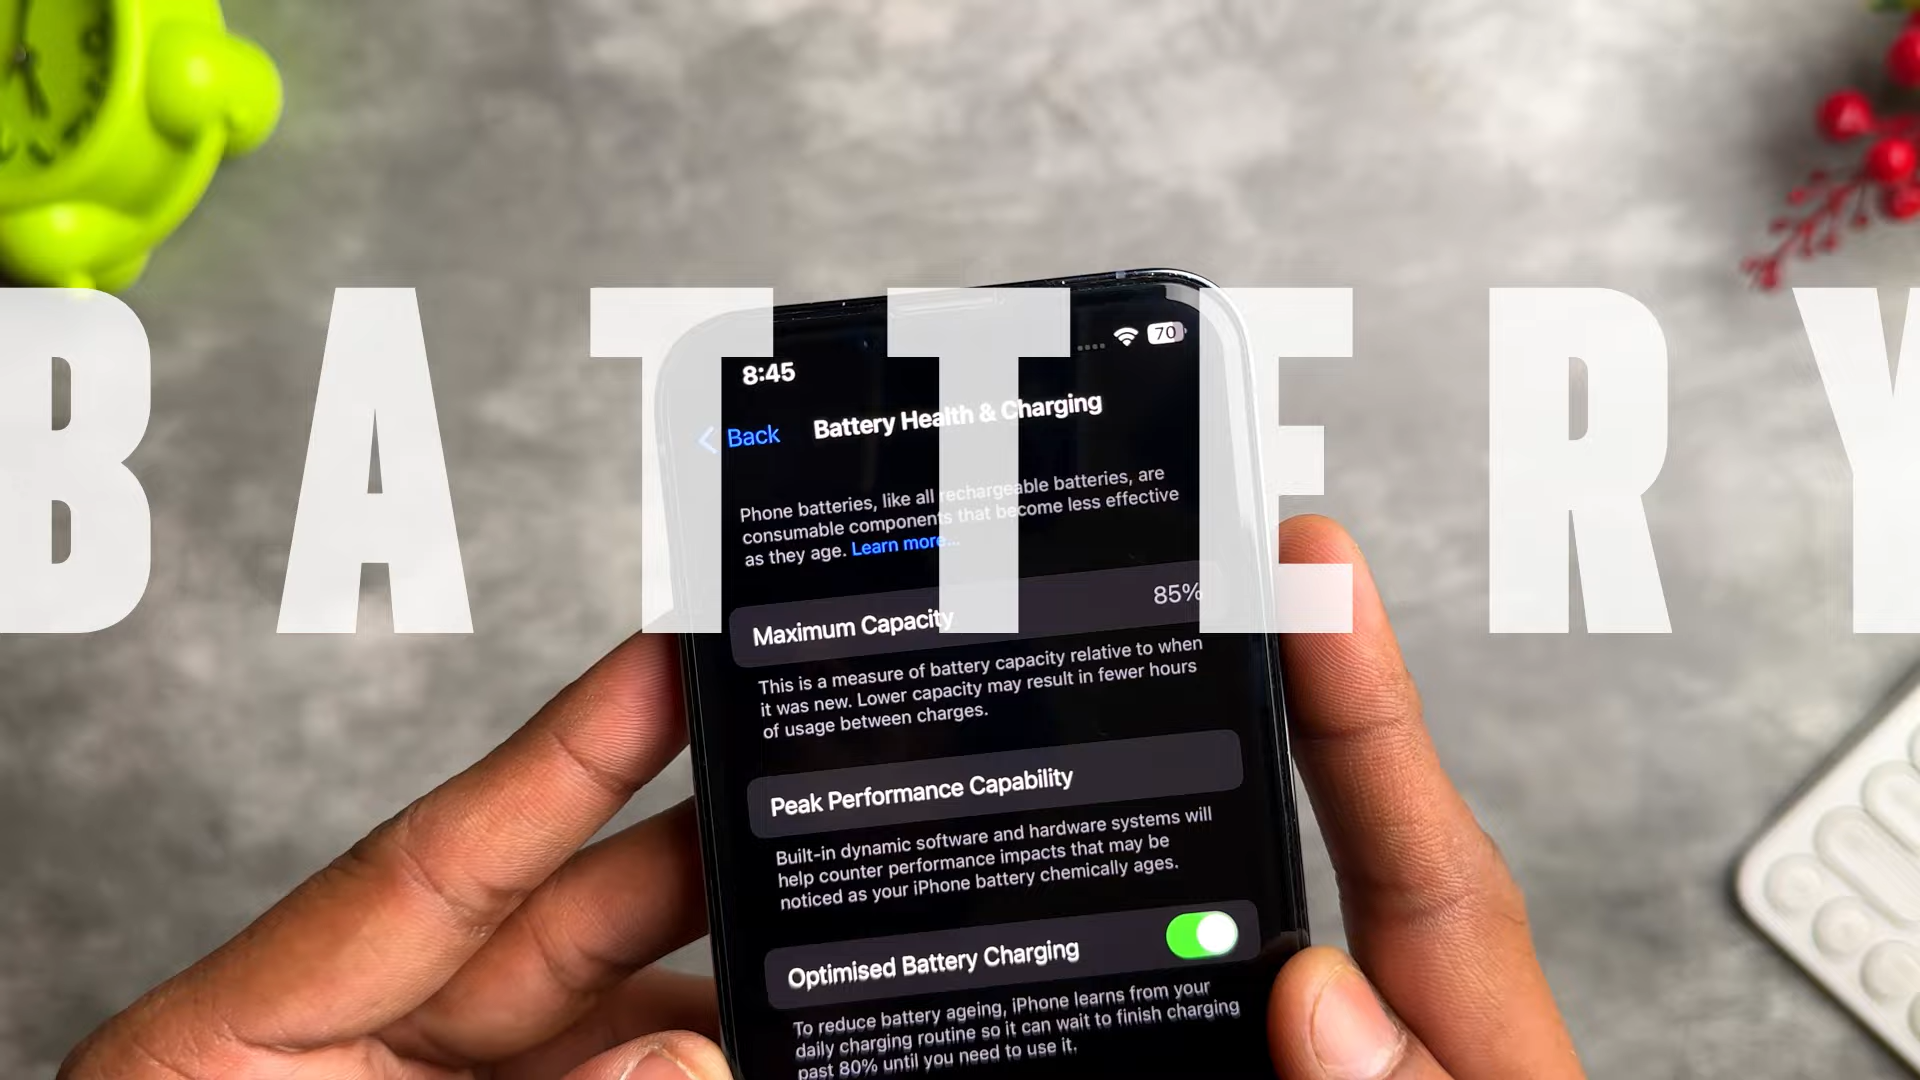 BATTERY
8:45
70
Back
Battery Health & Charging
Phone batteries, like all rechargeable batteries, are
consumable components that become less effective
as they age. Learn more...
Maximum Capacity 85%
This is a measure of battery capacity relative to when
it was new. Lower capacity may result in fewer hours
of usage between charges.
Peak Performance Capability
Built-in dynamic software and hardware systems will
help counter performance impacts that may be
noticed as your iPhone battery chemically ages.
Optimised Battery Charging
To reduce battery ageing, iPhone learns from your
daily charging routine so it can wait to finish charging
past 80% until you need to use it.